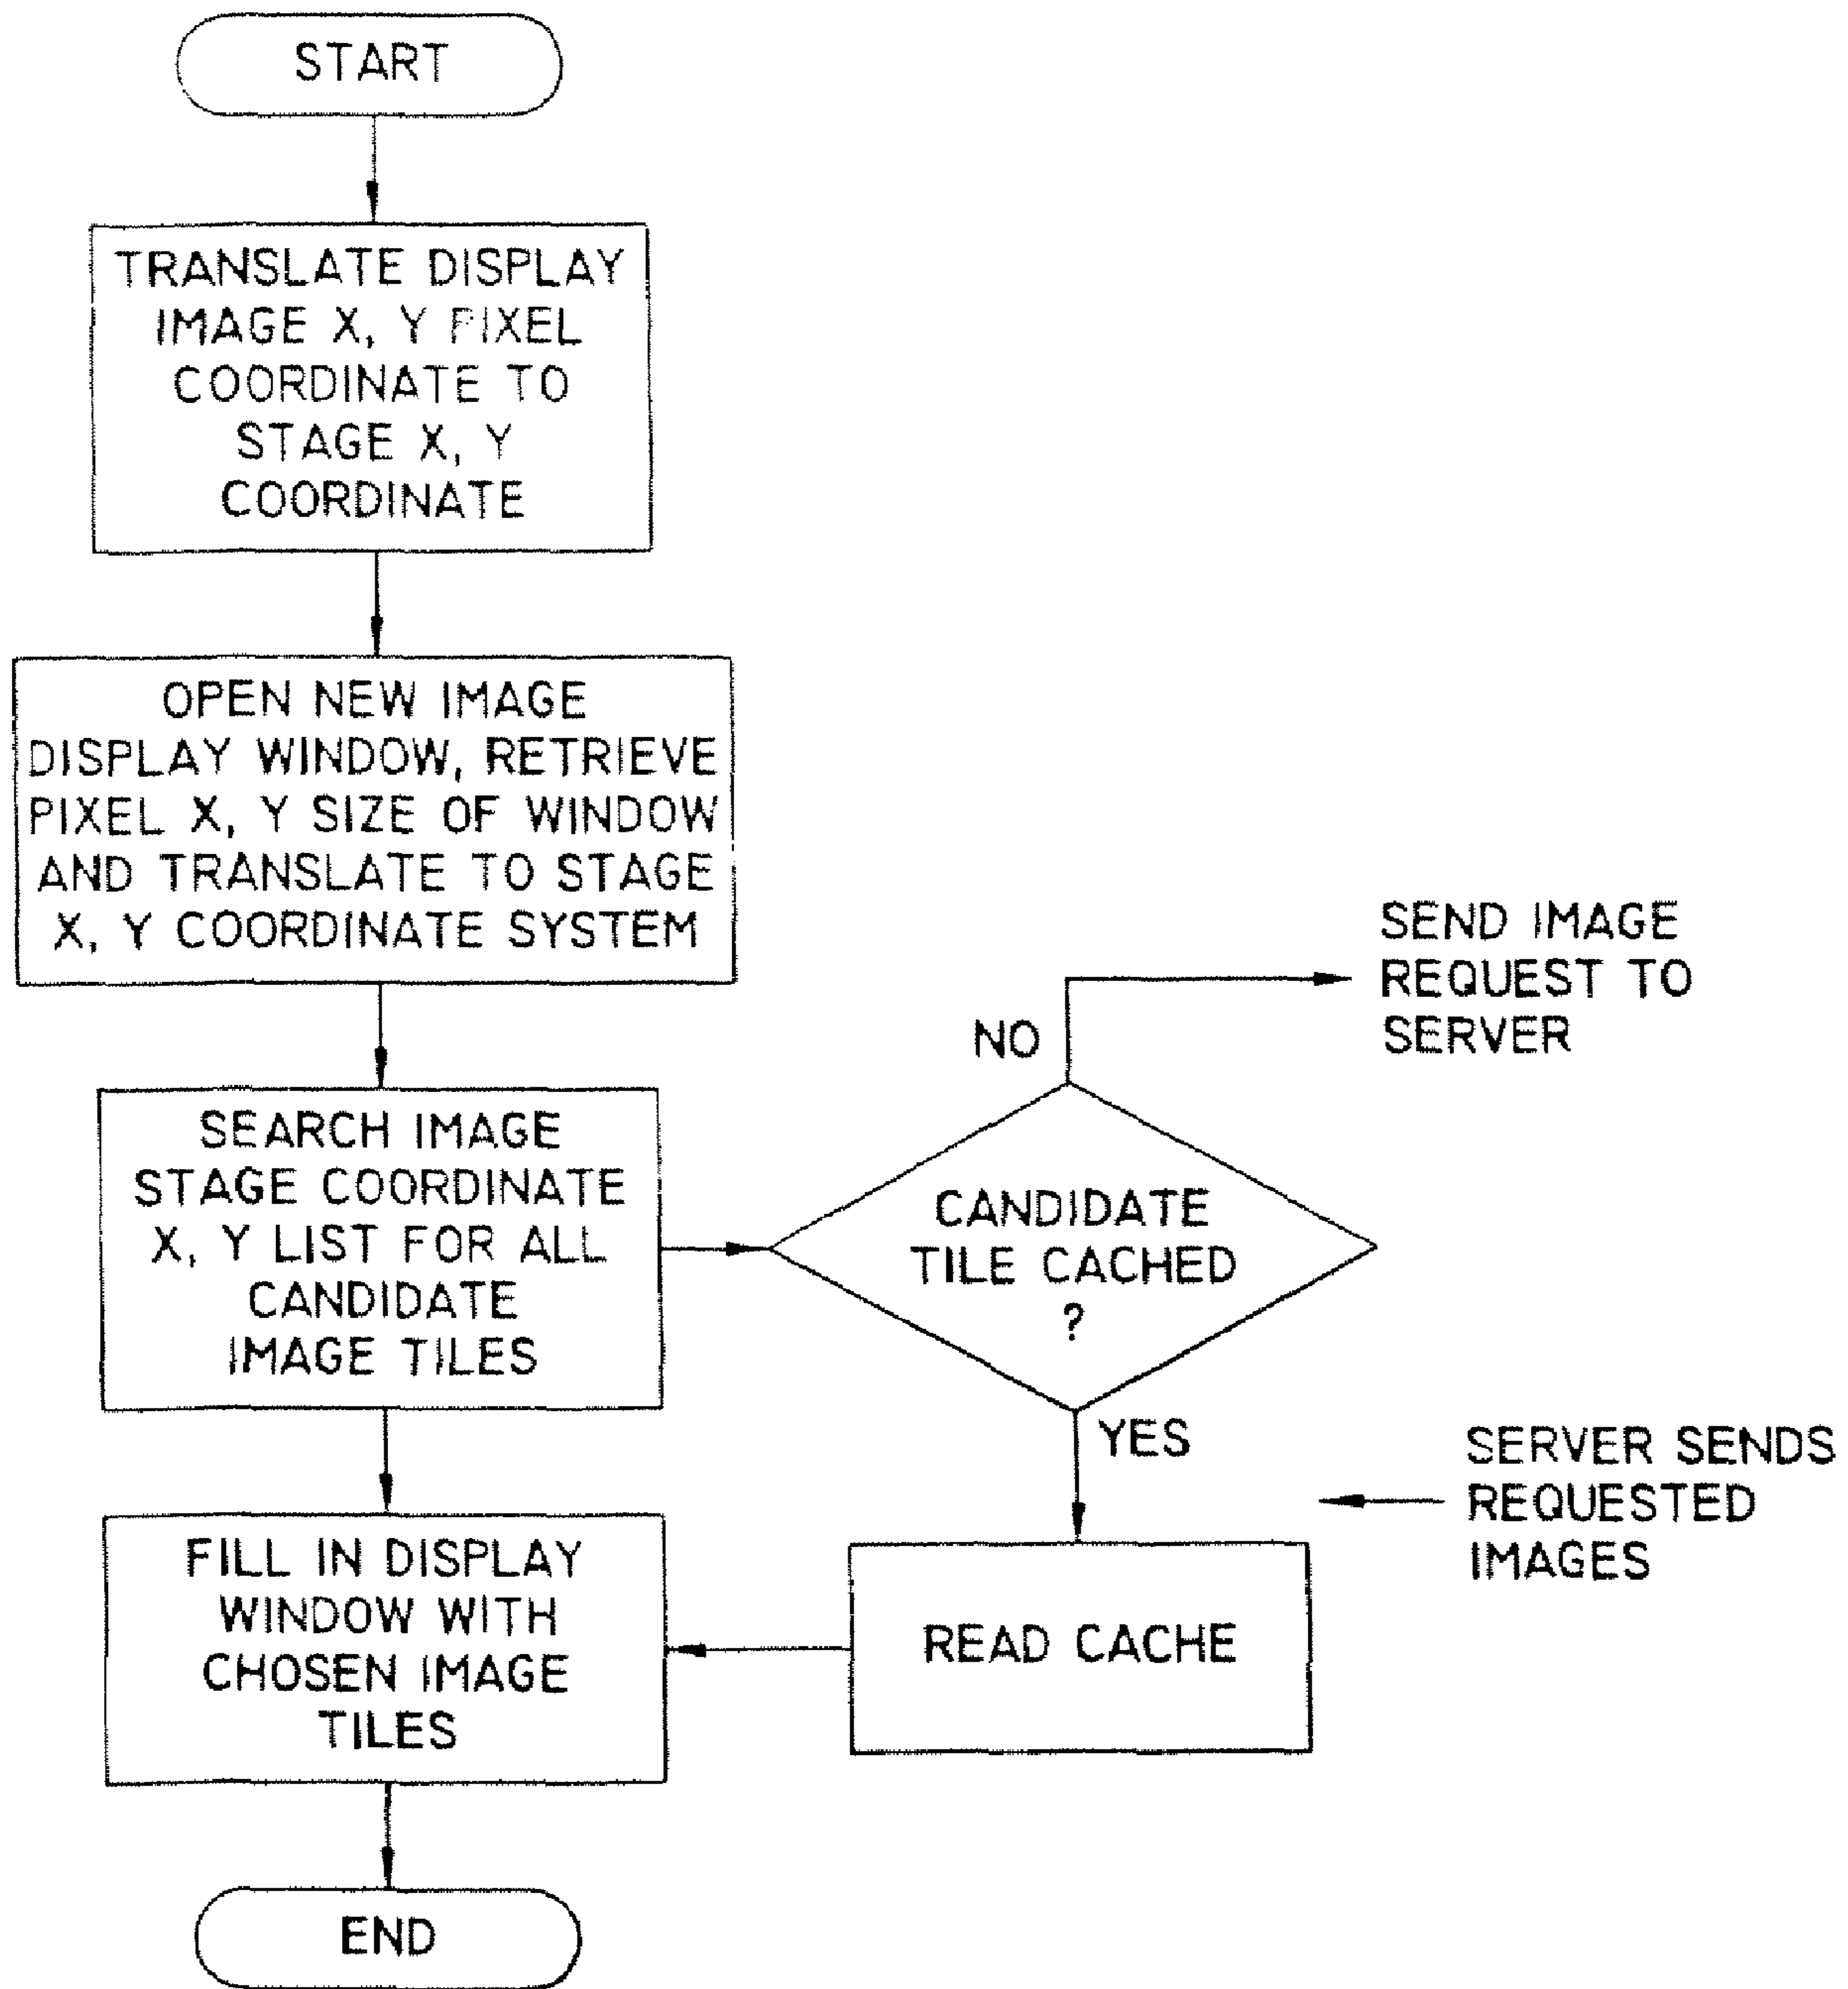 START
TRANSLATE DISPLAY
IMAGE X, Y PIXEL
COORDINATE TO
STAGE X, Y
COORDINATE
OPEN NEW IMAGE
DISPLAY WINDOW, RETRIEVE
PIXEL X, Y SIZE OF WINDOW
AND TRANSLATE TO STAGE
X, Y COORDINATE SYSTEM
SEND IMAGE
REQUEST TO
SERVER
NO
SEARCH IMAGE
STAGE COORDINATE
X, Y LIST FOR ALL
CANDIDATE
IMAGE TILES
CANDIDATE
TILE CACHED
?
YES
SERVER SENDS
REQUESTED
IMAGES
FILL IN DISPLAY
WINDOW WITH
CHOSEN IMAGE
TILES
READ CACHE
END